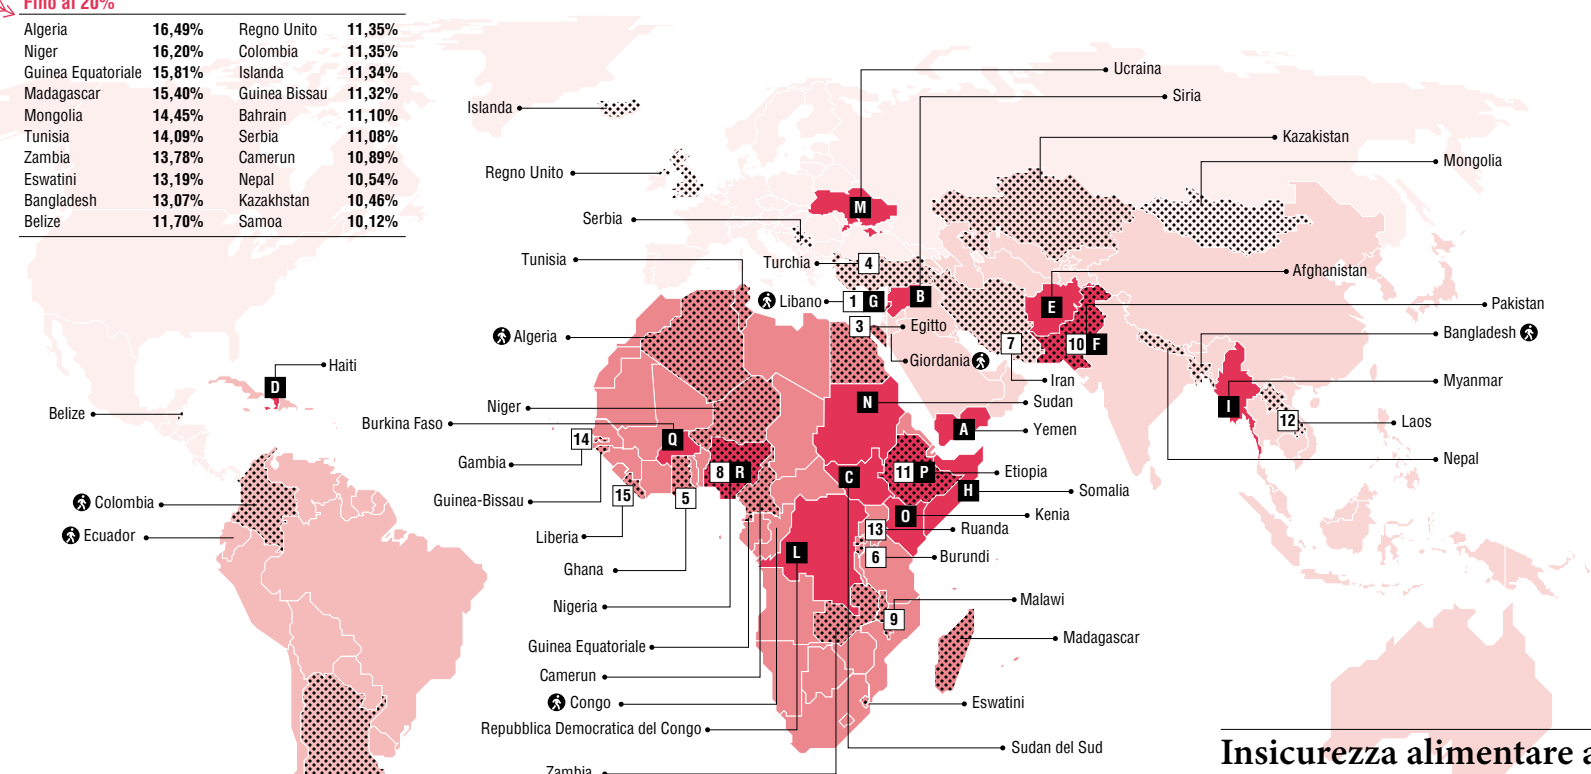 Fino al 20%
Algeria 16,49% Regno Unito 11,35%
Niger 16,20% Colombia 11,35%
Guinea Equatoriale 15,81% Islanda 11,34%
Madagascar 15,40% Guinea Bissau 11,32%
Mongolia 14,45% Bahrain 11,10%
Tunisia 14,09% Serbia 11,08%
Zambia 13,78% Camerun 10,89%
Eswatini 13,19% Nepal 10,54%
Bangladesh 13,07% Kazakhstan 10,46%
Belize 11,70% Samoa 10,12%
Ucraina
Siria
Islanda
Kazakistan
Mongolia
Regno Unito
M
Serbia
Tunisia
Turchia 4
Afghanistan
Libano 1 G
B
E
Pakistan
3 Egitto
Algeria
Bangladesh
7
10 F
Giordania
Haiti
Iran
Myanmar
D
N
Sudan
Niger
I
Belize
Burkina Faso
12
Laos
14
Q
A
Yemen
Gambia
Nepal
8 R
C
11 P
Etiopia
H
Somalia
Colombia
Guinea-Bissau
15
5
O
Kenia
Ecuador
Liberia
13
Ruanda
L
6
Burundi
Ghana
Nigeria
Malawi
9
Madagascar
Guinea Equatoriale
Camerun
Congo
Eswatini
Repubblica Democratica del Congo
Sudan del Sud
Zambia
Insicurezza alimentare a